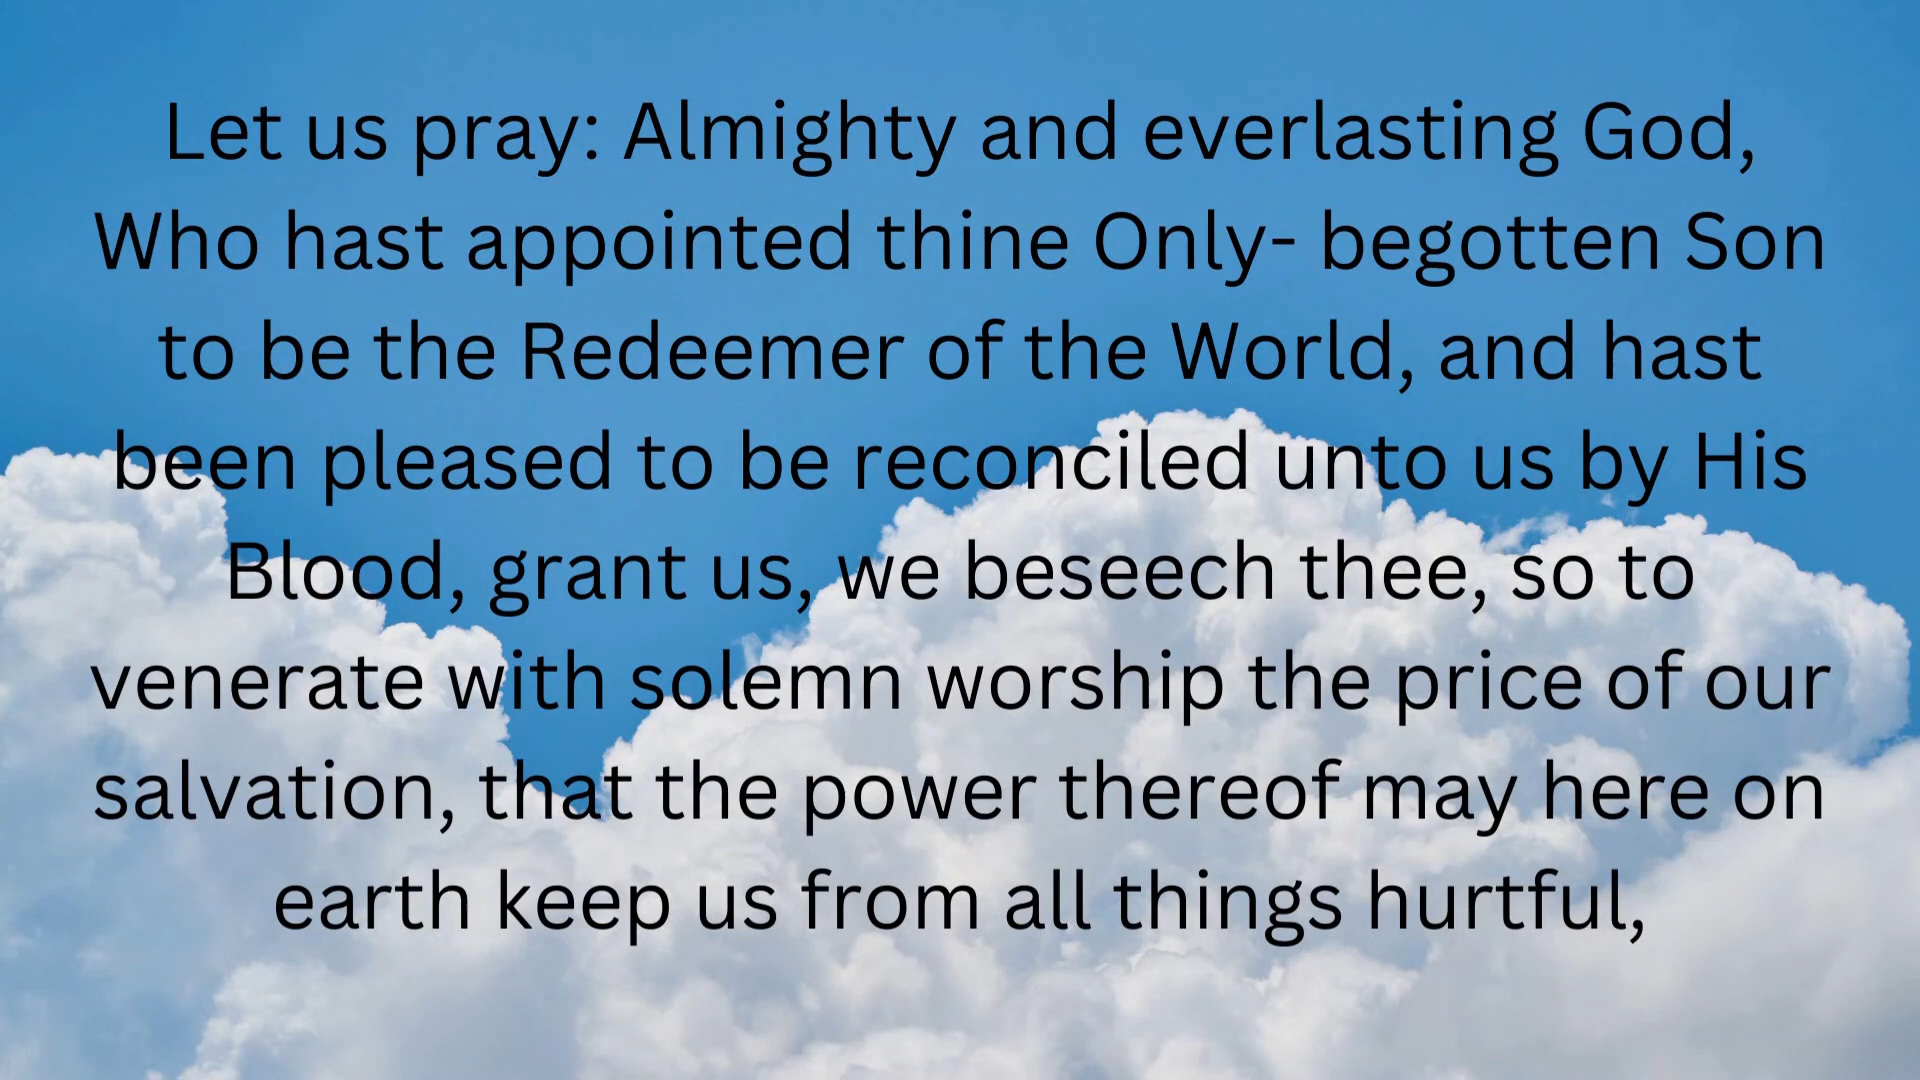 Let us pray: Almighty and everlasting God,
Who hast appointed thine Only- begotten Son
to be the Redeemer of the World, and hast
been pleased to be reconciled unto us by His
Blood, grant us, we beseech thee, so to
venerate with solemn worship the price of our
salvation, that the power thereof may here on
earth keep us from all things hurtful,